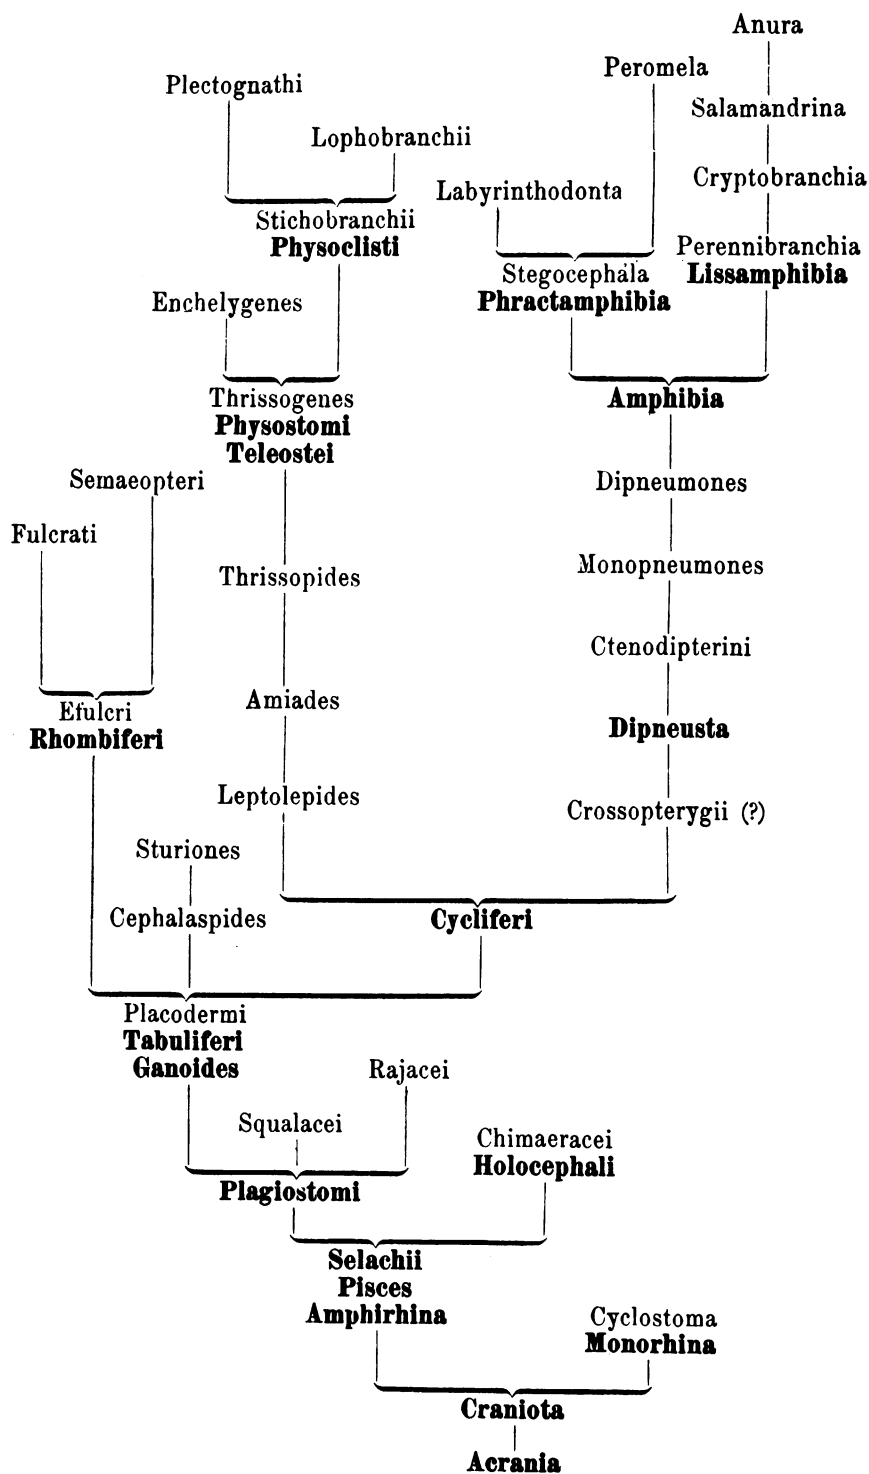 Anura
Peromela
Plectognathi
Salamandrina
Lophobranchii
Cryptobranchia
Labyrinthodonta
Stichobranchii
Physoclisti
Perennibranchia
Lissamphibia
Stegocephala
Phractamphibia
Enchelygenes
Thrissogenes
Physostomi
Teleostei
Amphibia
Semaeopteri
Dipneumones
Fulcrati
Thrissopides
Monopneumones
Ctenodipterini
Amiades
Efulcri
Rhombiferi
Dipneusta
Leptolepides
Crossopterygii (?)
Sturiones
Cephalaspides
Cycliferi
Placodermi
Tabuliferi
Ganoides
Rajacei
Squalacei
Chimaeracei
Holocephali
Plagiostomi
Selachii
Pisces
Amphirhina
Cyclostoma
Monorhina
Craniota
Acrania